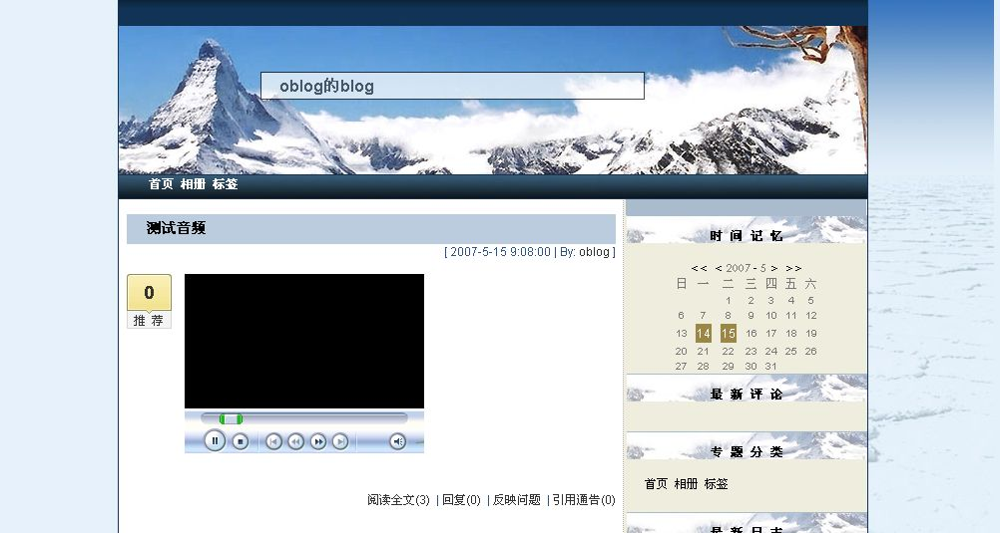 oblog的blog
首页 相册 标签
测试音频
[ 2007-5-15 9:08:00 | By: oblog ]
0
推 荐
阅读全文(3) | 回复(0) | 反映问题 | 引用通告(0)
时 间 记 忆
<< < 2007 - 5 > >>
日 一 二 三 四 五 六
1 2 3 4 5
6 7 8 9 10 11 12
13 14 15 16 17 18 19
20 21 22 23 24 25 26
27 28 29 30 31
最 新 评 论
专 题 分 类
首页 相册 标签
最 新 日 志